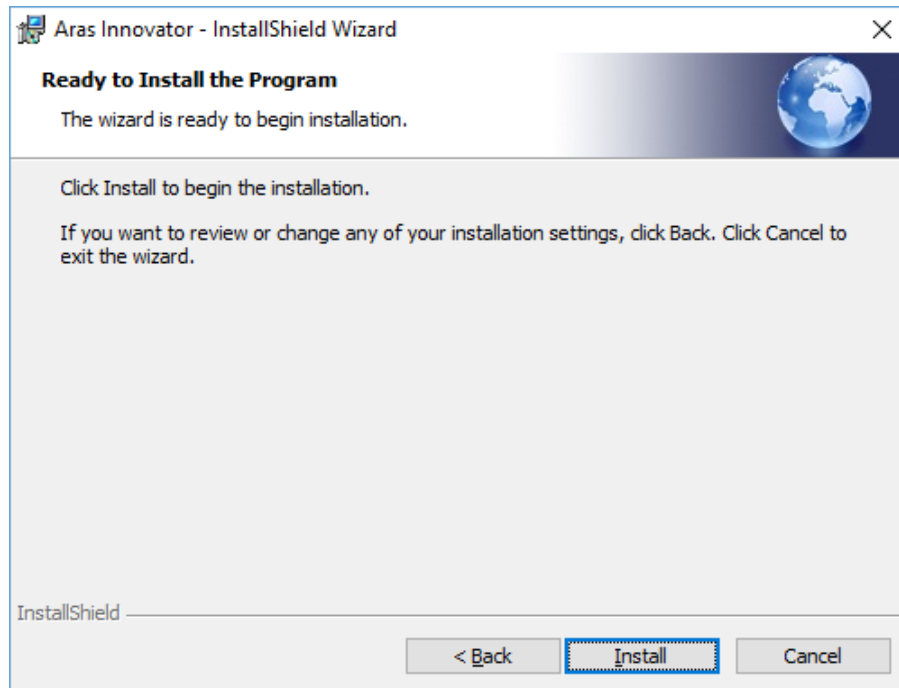 Aras Innovator - InstallShield Wizard
Ready to Install the Program
The wizard is ready to begin installation.
Click Install to begin the installation.
If you want to review or change any of your installation settings, click Back. Click Cancel to
exit the wizard.
InstallShield
< Back Install Cancel